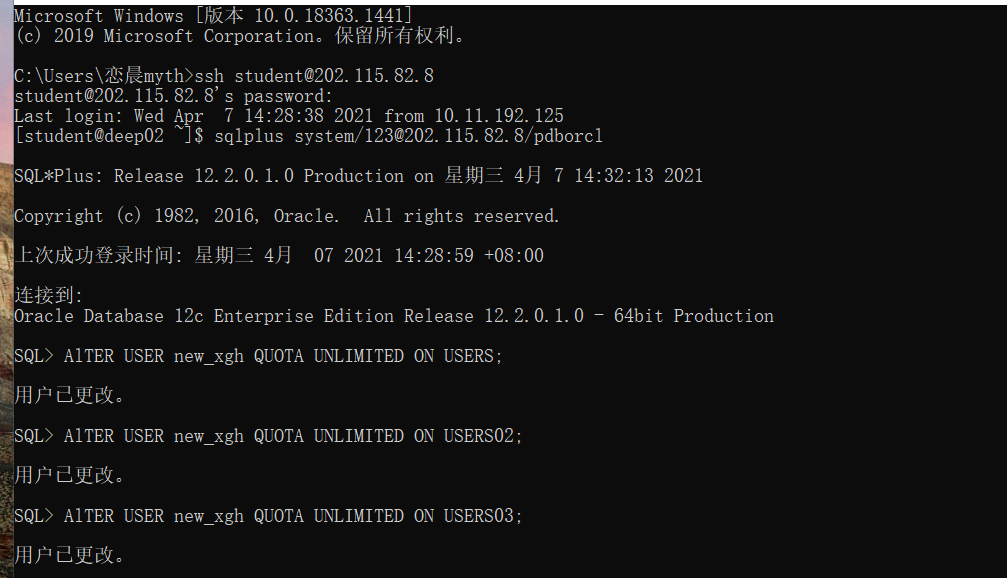 Microsoft Windows [版本 10.0.18363.1441]
(c) 2019 Microsoft Corporation。保留所有权利。
C:\Users\恋晨myth>ssh student@202.115.82.8
student@202.115.82.8's password:
Last login: Wed Apr  7 14:28:38 2021 from 10.11.192.125
[student@deep02 ~]$ sqlplus system/123@202.115.82.8/pdborcl
SQL*Plus: Release 12.2.0.1.0 Production on 星期三 4月 7 14:32:13 2021
Copyright (c) 1982, 2016, Oracle.  All rights reserved.
上次成功登录时间: 星期三 4月  07 2021 14:28:59 +08:00
连接到:
Oracle Database 12c Enterprise Edition Release 12.2.0.1.0 - 64bit Production
SQL> AlTER USER new_xgh QUOTA UNLIMITED ON USERS;
用户已更改。
SQL> AlTER USER new_xgh QUOTA UNLIMITED ON USERS02;
用户已更改。
SQL> AlTER USER new_xgh QUOTA UNLIMITED ON USERS03;
用户已更改。